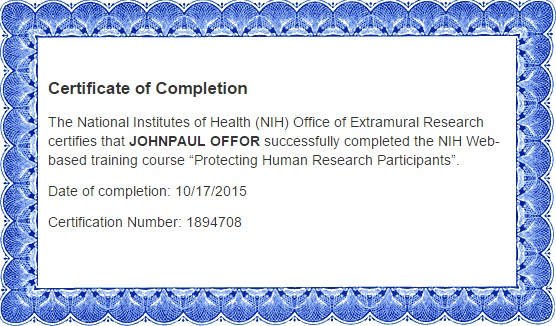 Certificate of Completion
The National Institutes of Health (NIH) Office of Extramural Research
certifies that JOHNPAUL OFFOR successfully completed the NIH Web-
based training course “Protecting Human Research Participants”.
Date of completion: 10/17/2015
Certification Number: 1894708